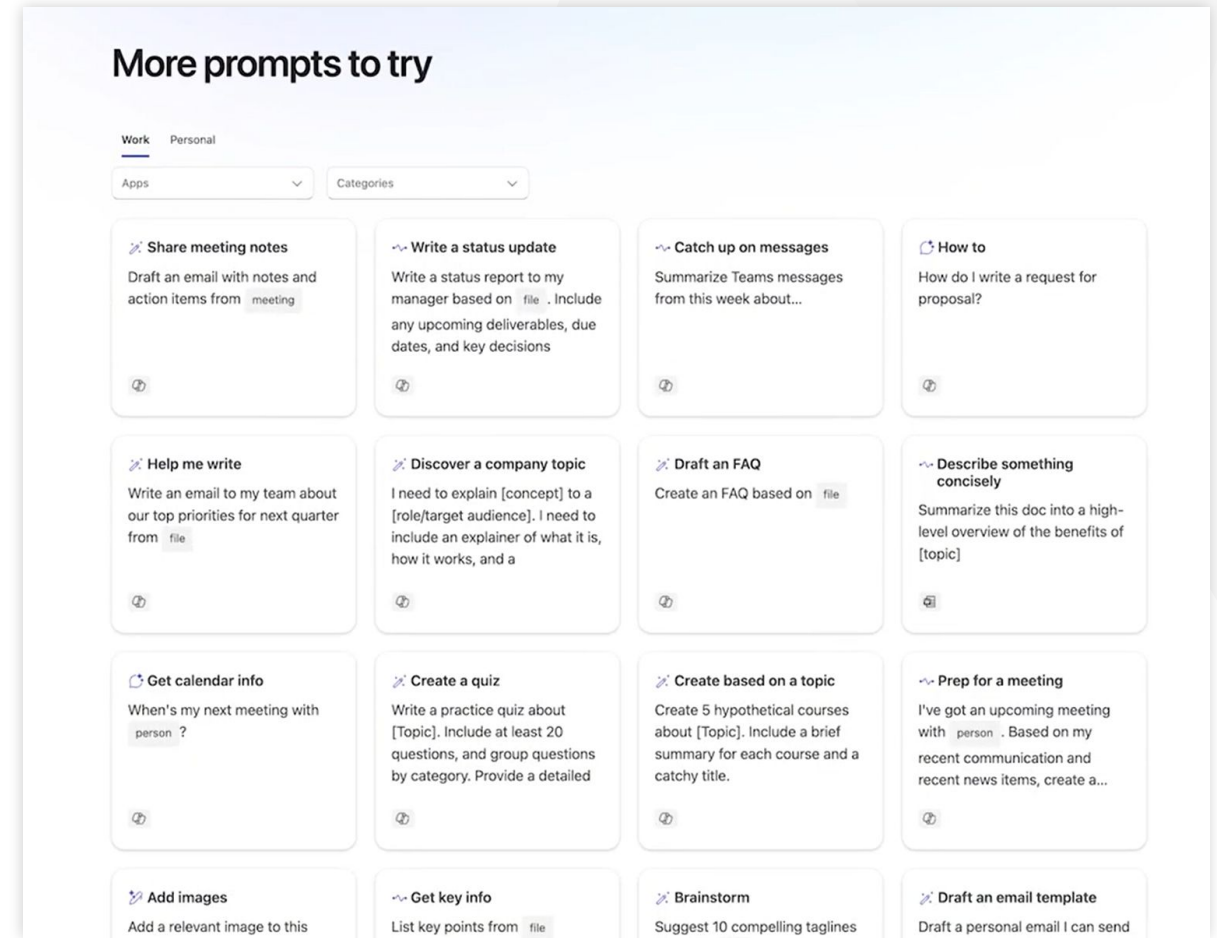 More prompts to try
Work
Personal
Apps
Categories
Share meeting notes
Draft an email with notes and
action items from meeting
Write a status update
Write a status report to my
manager based on file . Include
any upcoming deliverables, due
dates, and key decisions
Catch up on messages
Summarize Teams messages
from this week about...
How to
How do I write a request for
proposal?
Help me write
Write an email to my team about
our top priorities for next quarter
from file
Discover a company topic
I need to explain [concept] to a
[role/target audience]. I need to
include an explainer of what it is,
how it works, and a
Draft an FAQ
Create an FAQ based on file
Describe something
concisely
Summarize this doc into a high-
level overview of the benefits of
[topic]
Get calendar info
When's my next meeting with
person ?
Create a quiz
Write a practice quiz about
[Topic]. Include at least 20
questions, and group questions
by category. Provide a detailed
Create based on a topic
Create 5 hypothetical courses
about [Topic]. Include a brief
summary for each course and a
catchy title.
Prep for a meeting
I've got an upcoming meeting
with person . Based on my
recent communication and
recent news items, create a...
Add images
Add a relevant image to this
Get key info
List key points from file
Brainstorm
Suggest 10 compelling taglines
Draft an email template
Draft a personal email I can send